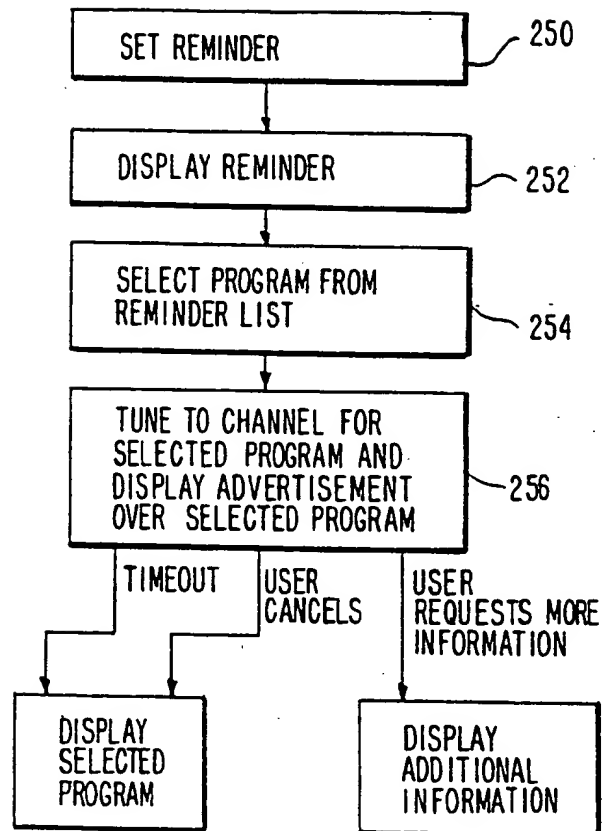 SET REMINDER
250
DISPLAY REMINDER
252
SELECT PROGRAM FROM
REMINDER LIST
254
TUNE TO CHANNEL FOR
SELECTED PROGRAM AND
DISPLAY ADVERTISEMENT
OVER SELECTED PROGRAM
256
TIMEOUT
USER
CANCELS
USER
REQUESTS MORE
INFORMATION
DISPLAY
SELECTED
PROGRAM
DISPLAY
ADDITIONAL
INFORMATION